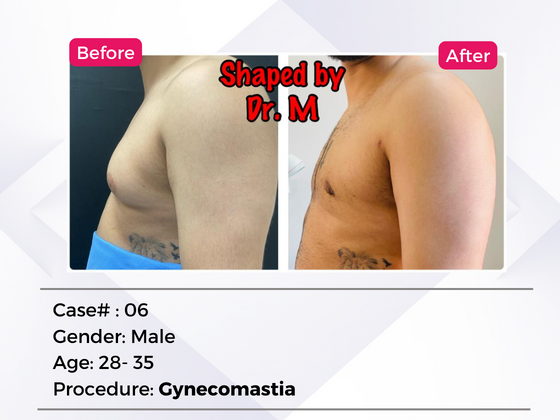 Before
After
Shaped by
Dr. M
Case# : 06
Gender: Male
Age: 28- 35
Procedure: Gynecomastia